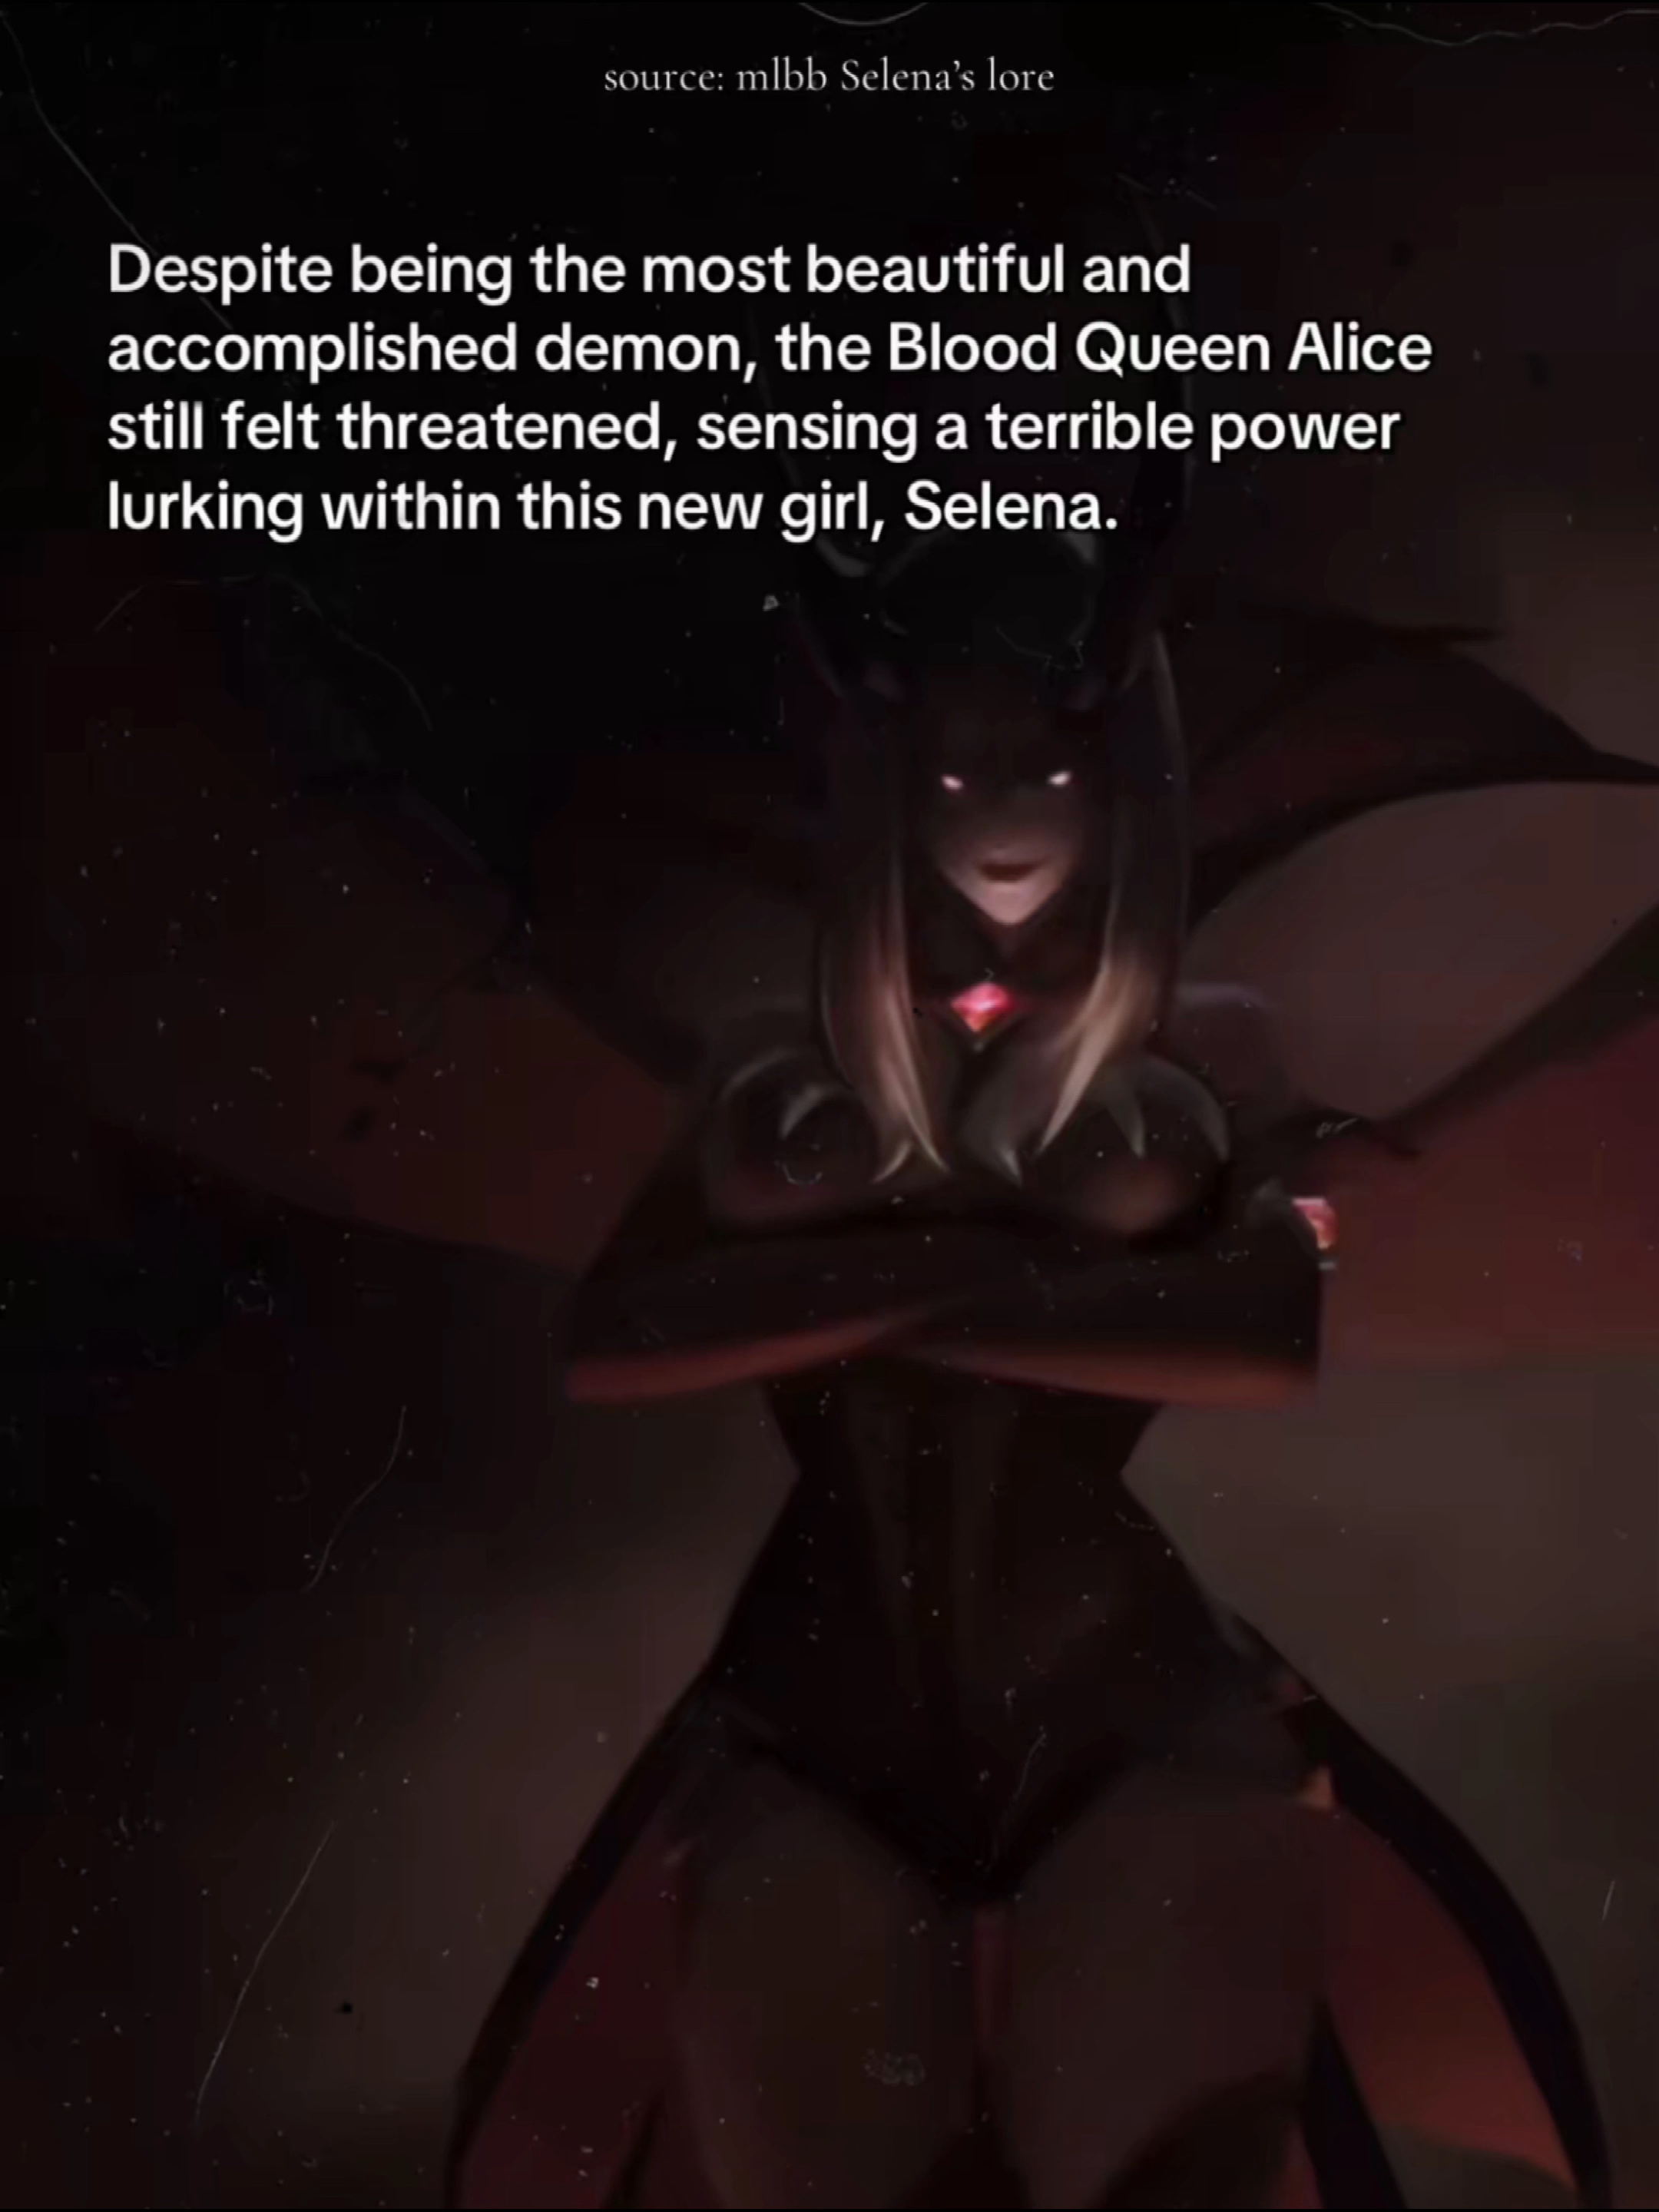 source: mlbb Selena’s lore
Despite being the most beautiful and
accomplished demon, the Blood Queen Alice
still felt threatened, sensing a terrible power
lurking within this new girl, Selena.